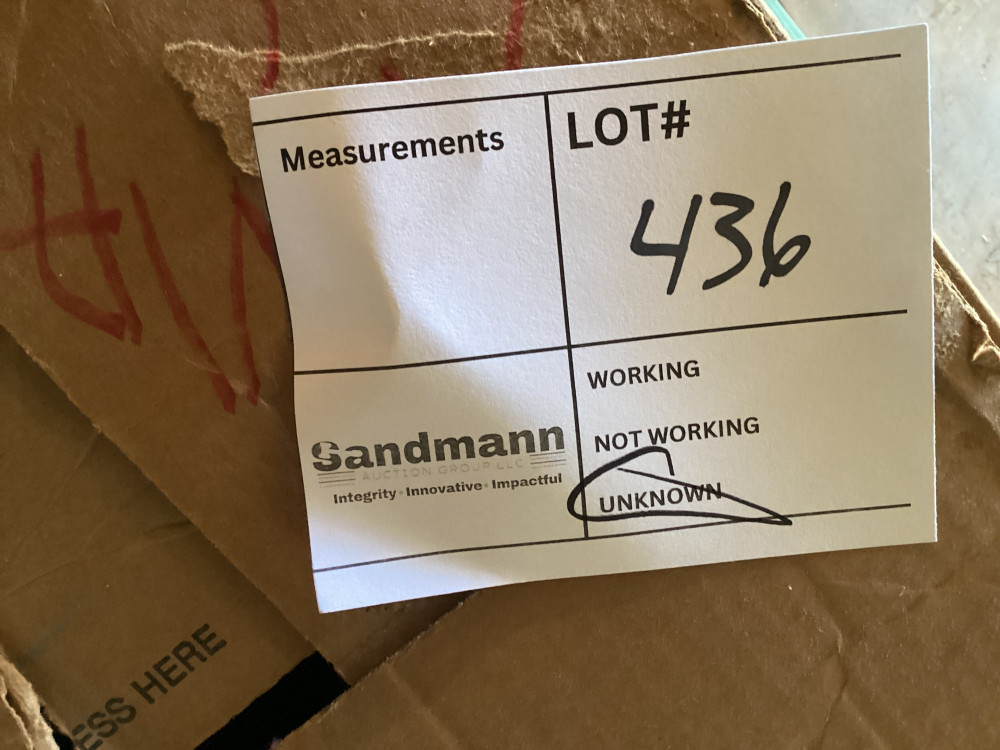 Measurements
LOT#
436
WORKING
NOT WORKING
UNKNOWN
Sandmann
AUCTION GROUP LLC
Integrity • Innovative • Impactful
ESS HERE